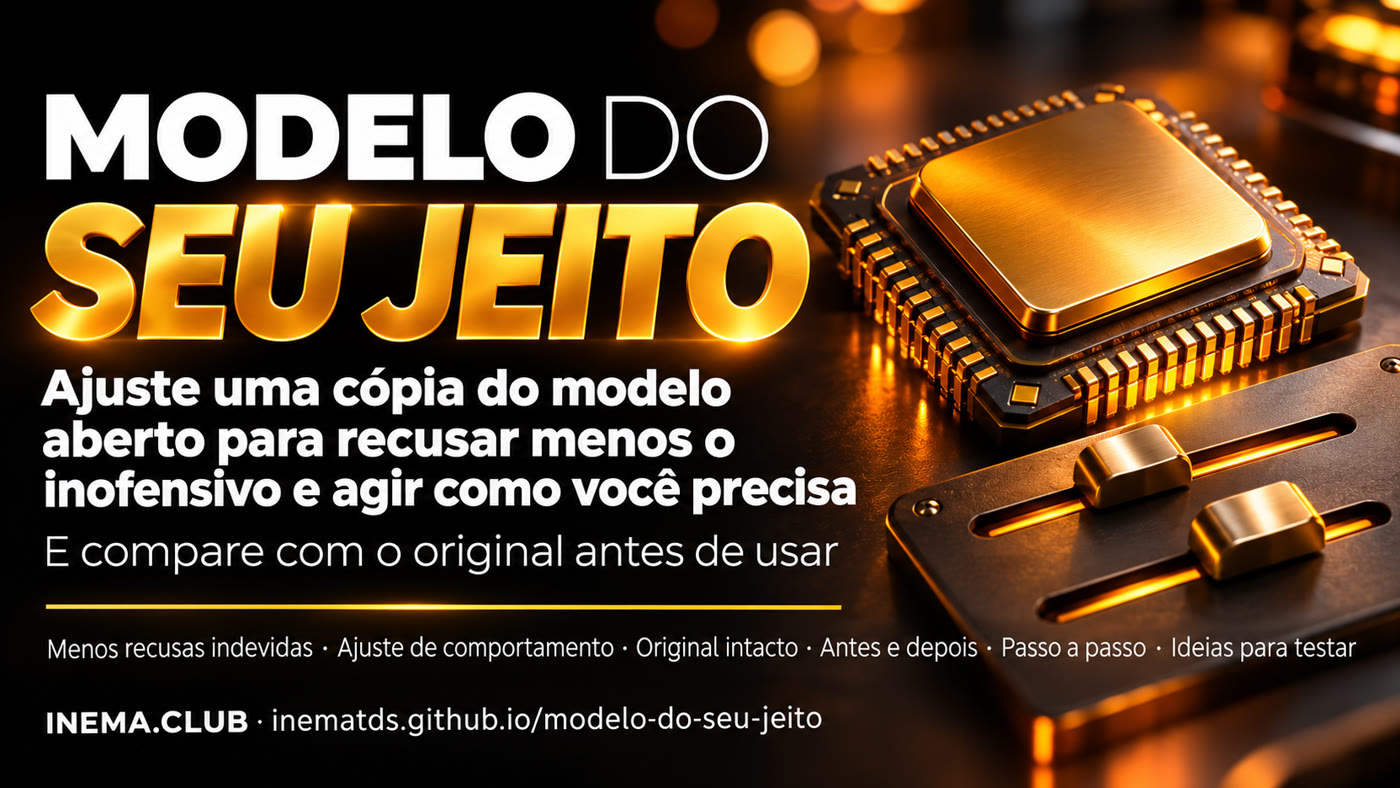 MODELO DO
SEU JEITO
Ajuste uma cópia do modelo
aberto para recusar menos o
inofensivo e agir como você precisa
E compare com o original antes de usar
Menos recusas indevidas · Ajuste de comportamento · Original intacto · Antes e depois · Passo a passo · Ideias para testar
INEMA.CLUB · inematds.github.io/modelo-do-seu-jeito